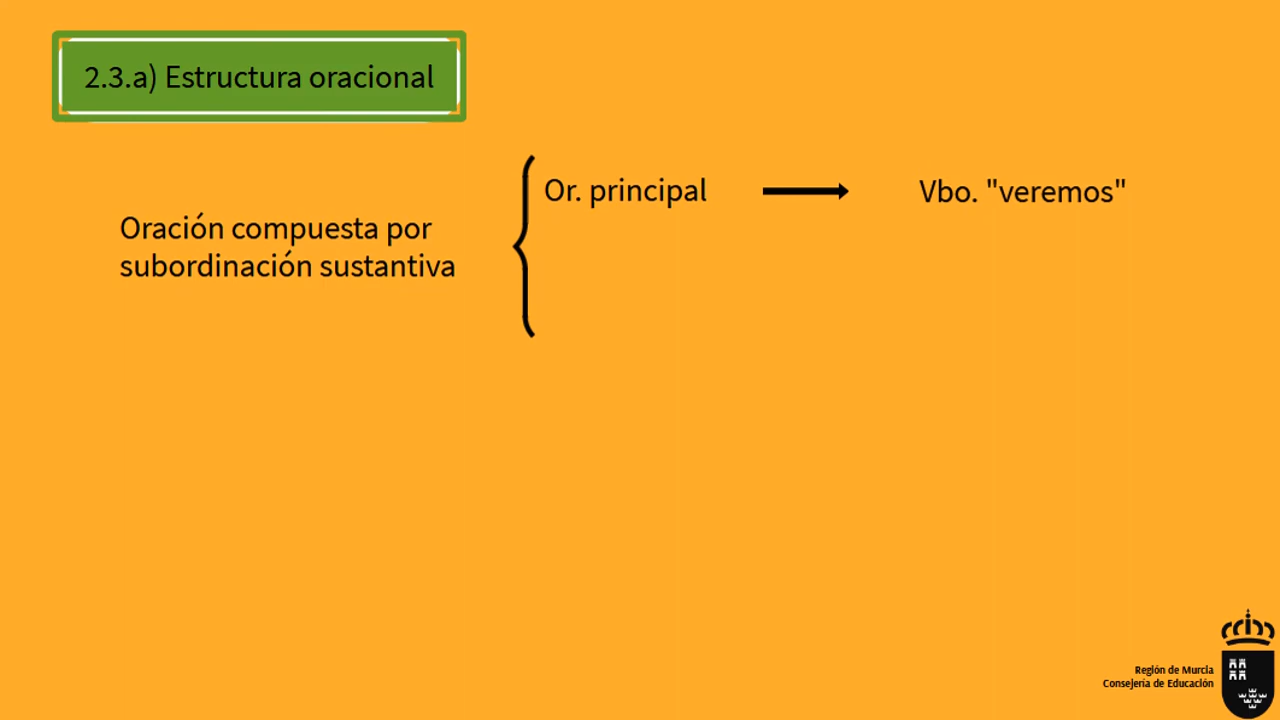 2.3.a) Estructura oracional
Or. principal
Vbo. "veremos"
Oración compuesta por
subordinación sustantiva
Región de Murcia
Consejería de Educación